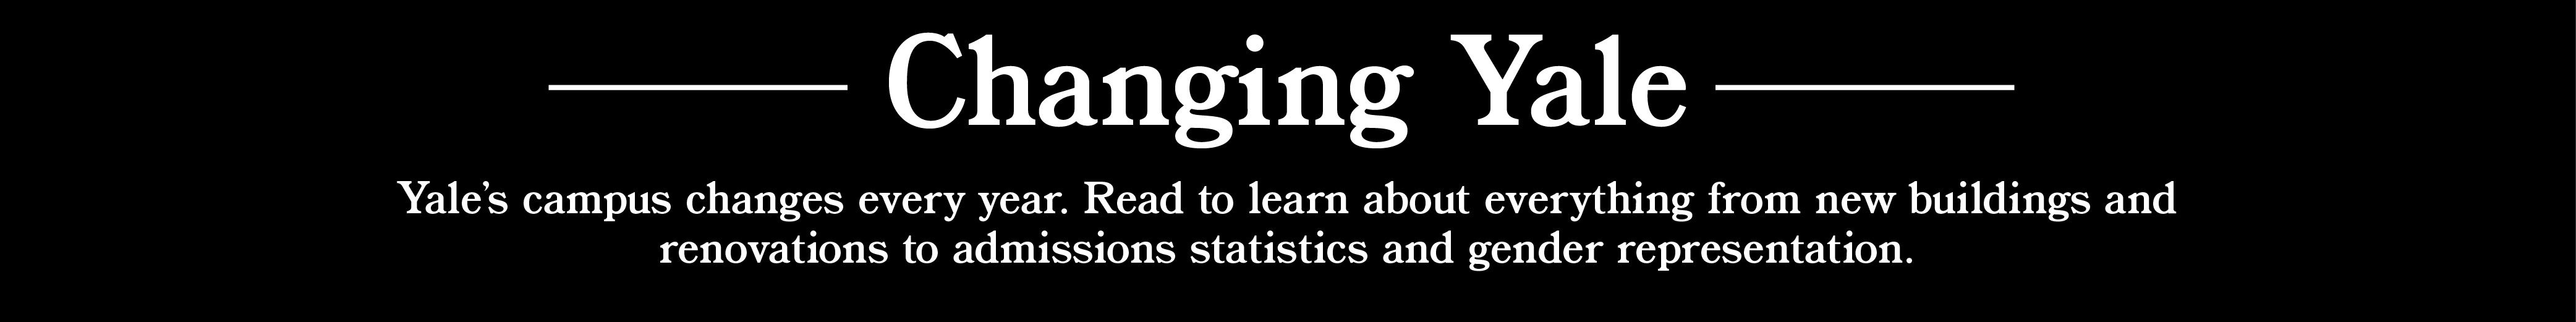 Changing Yale
Yale’s campus changes every year. Read to learn about everything from new buildings and
renovations to admissions statistics and gender representation.